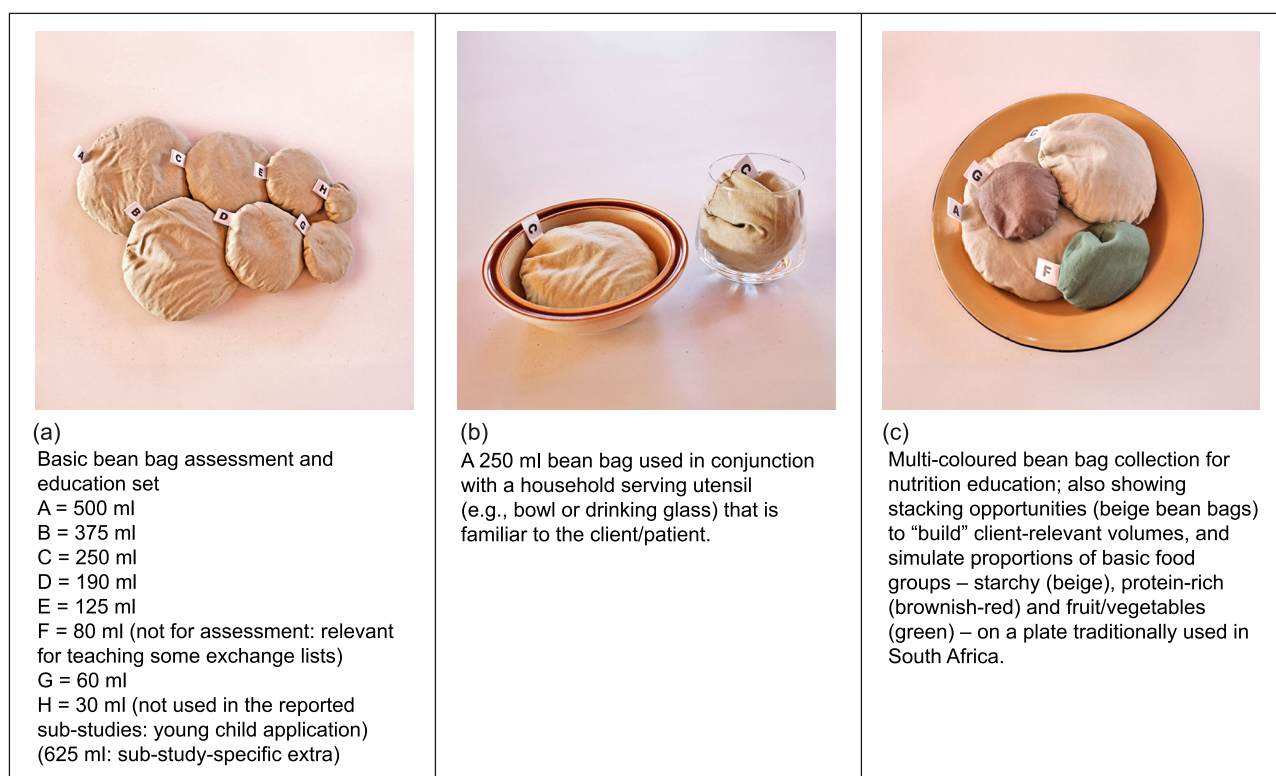 A
C
E
H
B
D
G
C
C
C
G
A
F
(a)
Basic bean bag assessment and
education set
A = 500 ml
B = 375 ml
C = 250 ml
D = 190 ml
E = 125 ml
F = 80 ml (not for assessment: relevant
for teaching some exchange lists)
G = 60 ml
H = 30 ml (not used in the reported
sub-studies: young child application)
(625 ml: sub-study-specific extra)
(b)
A 250 ml bean bag used in conjunction
with a household serving utensil
(e.g., bowl or drinking glass) that is
familiar to the client/patient.
(c)
Multi-coloured bean bag collection for
nutrition education; also showing
stacking opportunities (beige bean bags)
to “build” client-relevant volumes, and
simulate proportions of basic food
groups – starchy (beige), protein-rich
(brownish-red) and fruit/vegetables
(green) – on a plate traditionally used in
South Africa.